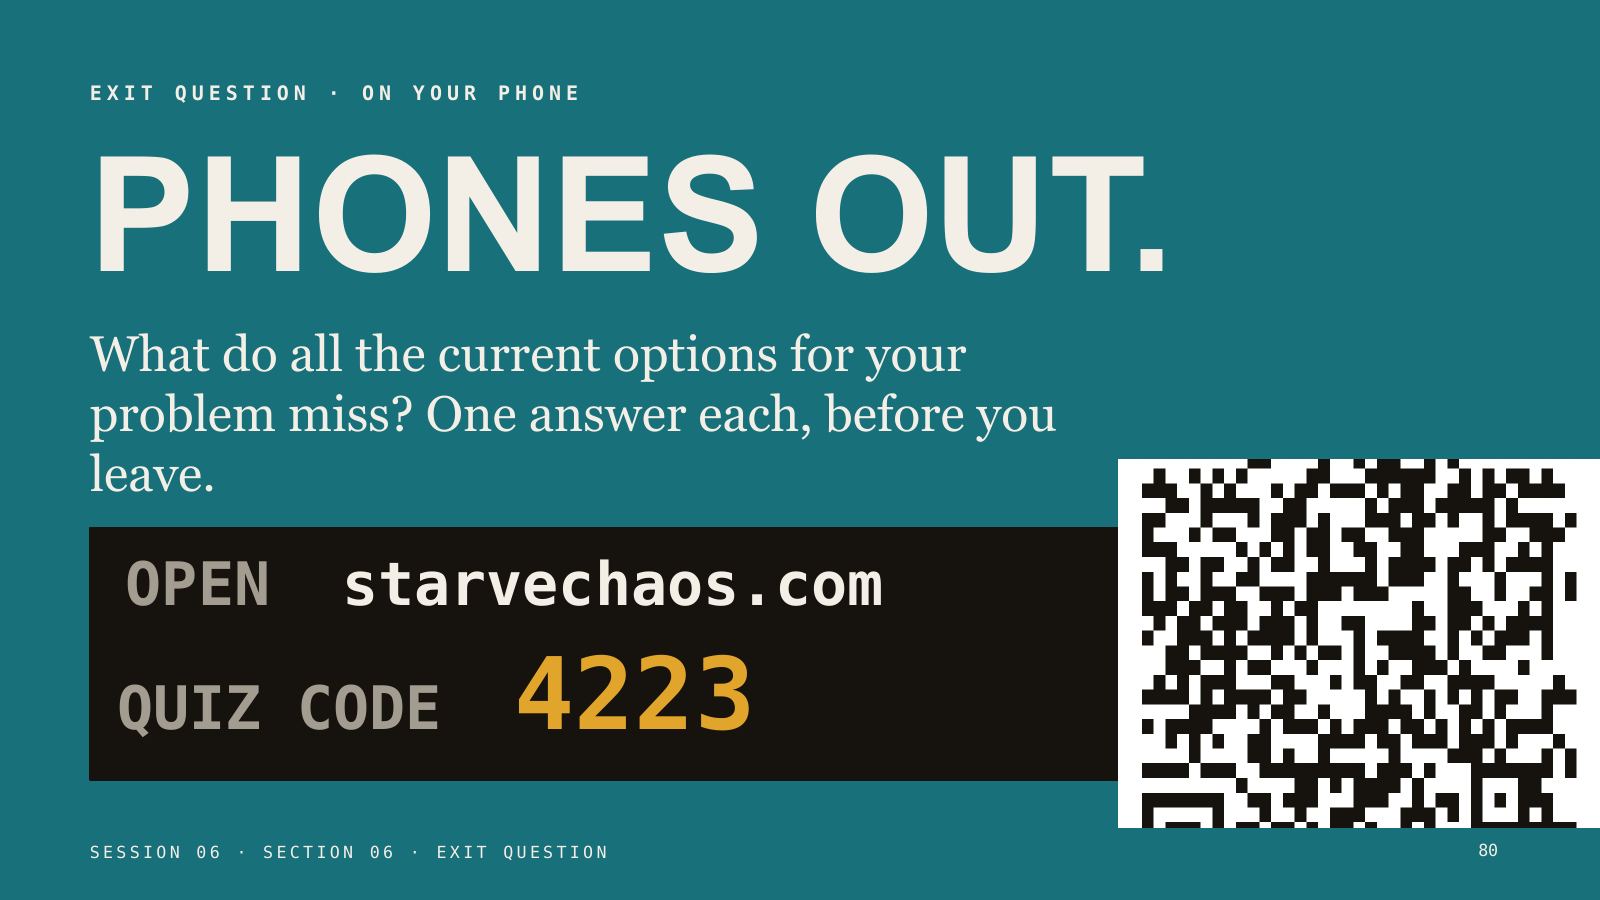 EXIT QUESTION · ON YOUR PHONE
PHONES OUT.
What do all the current options for your
problem miss? One answer each, before you
leave.
OPEN starvechaos.com
QUIZ CODE 4223
SESSION 06 · SECTION 06 · EXIT QUESTION
80